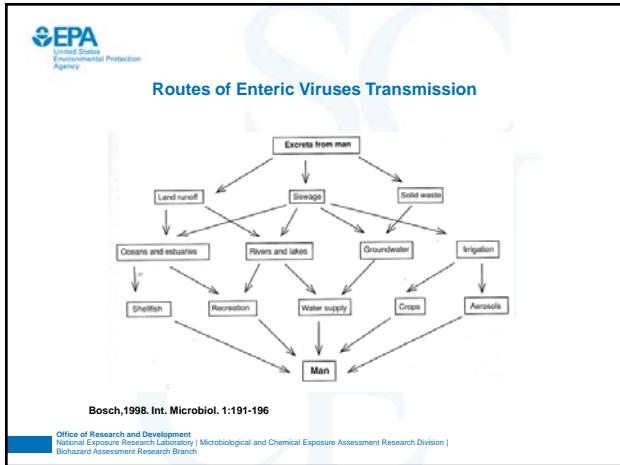 EPA
United States
Environmental Protection
Agency
Routes of Enteric Viruses Transmission
Excreta from man
Land runoff
Sewage
Solid waste
Oceans and estuaries
Rivers and lakes
Groundwater
Irrigation
Shellfish
Recreation
Water supply
Crops
Aerosols
Man
Bosch,1998. Int. Microbiol. 1:191-196
Office of Research and Development
National Exposure Research Laboratory | Microbiological and Chemical Exposure Assessment Research Division |
Biohazard Assessment Research Branch